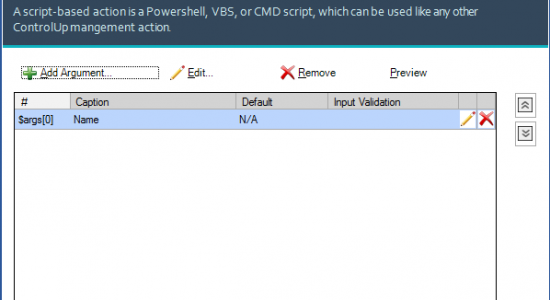 A script-based action is a Powershell, VBS, or CMD script, which can be used like any other
ControlUp mangement action.
Add Argument... Edit... Remove Preview
# Caption Default Input Validation
$args[0] Name N/A